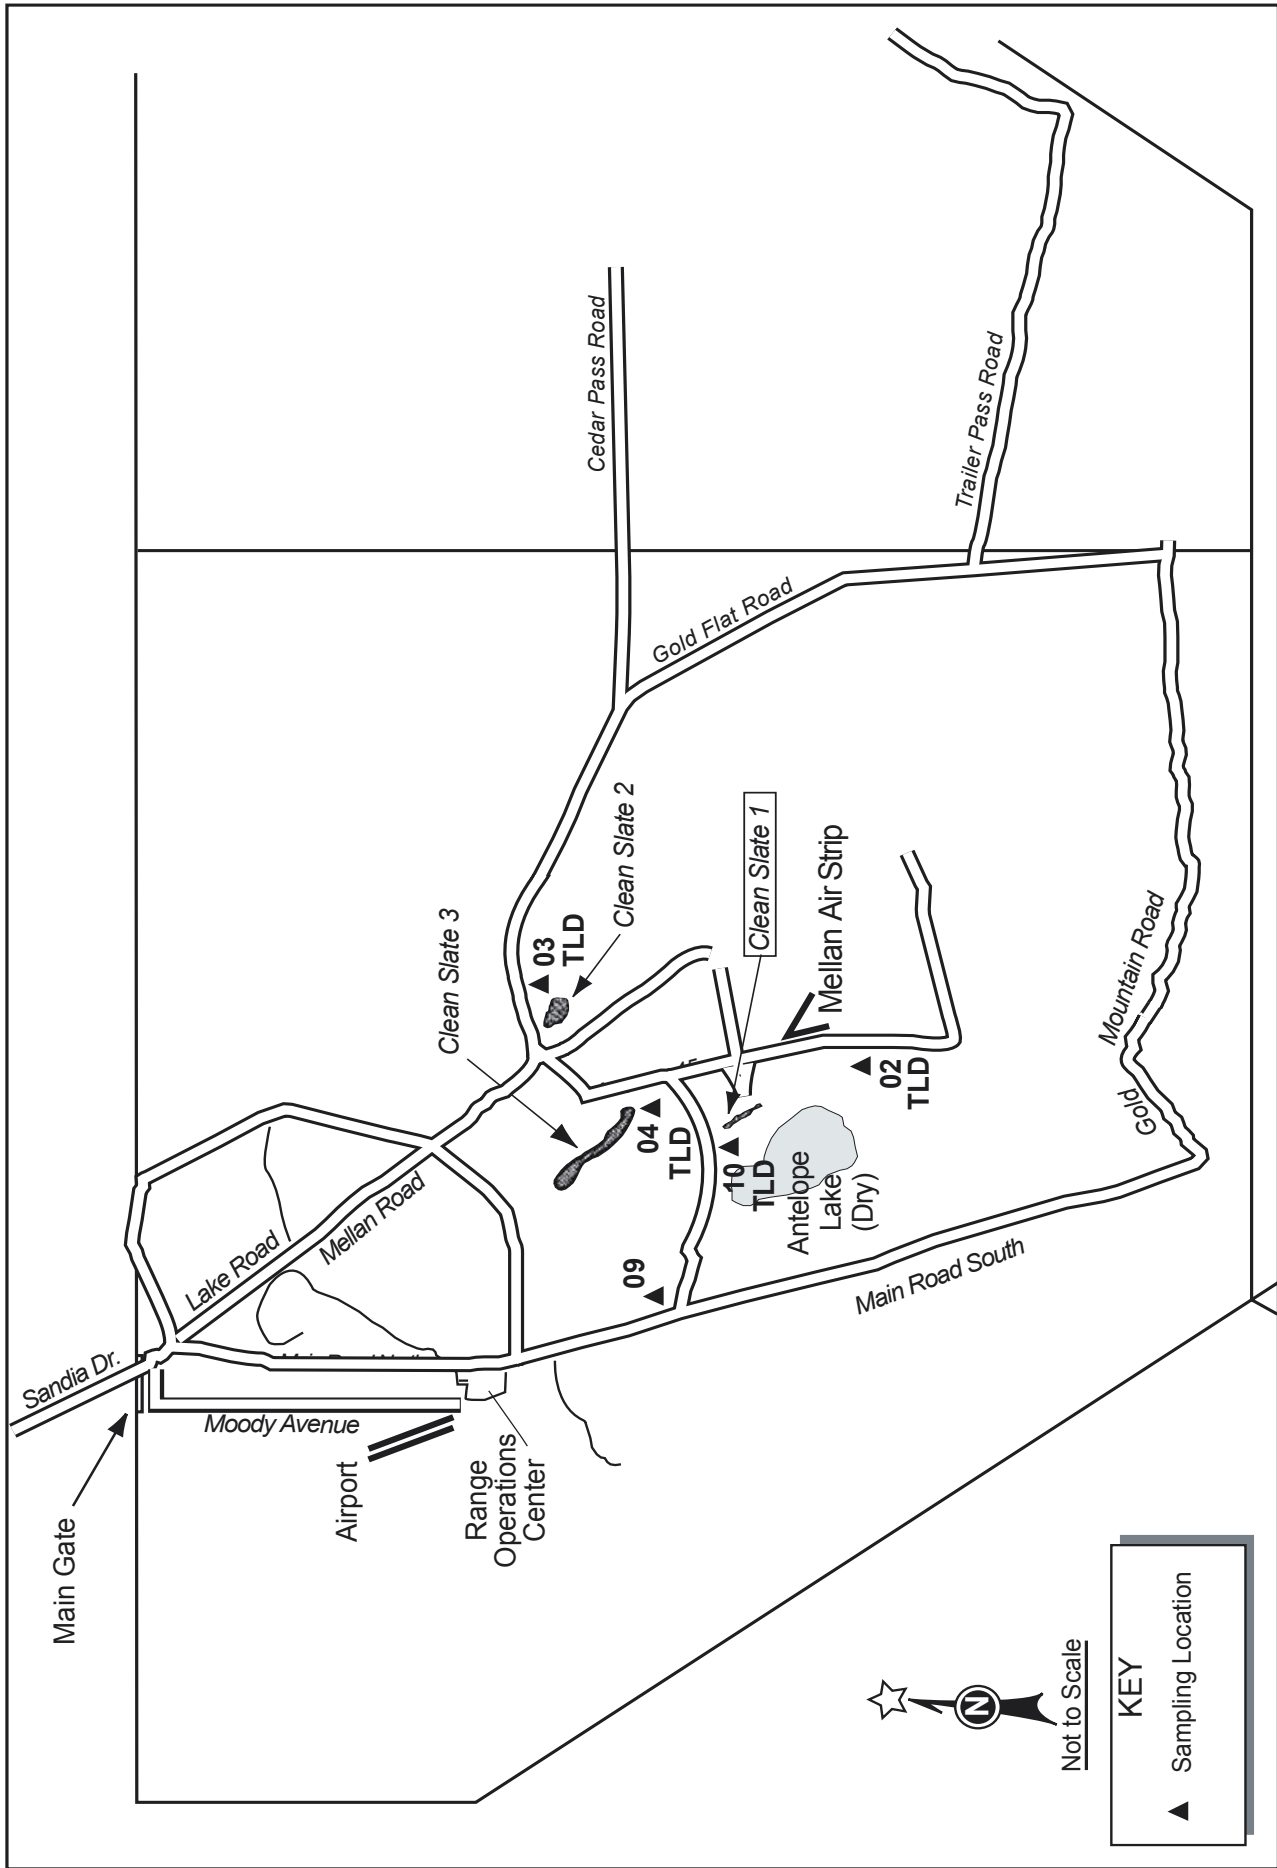 Sandia Dr.
Main Gate
Lake Road
Mellan Road
Moody Avenue
Airport
Range
Operations
Center
Clean Slate 3
03
TLD
Clean Slate 2
Cedar Pass Road
Gold Flat Road
Trailer Pass Road
09
04
TLD
10
TLD
Clean Slate 1
Mellan Air Strip
02
TLD
Antelope
Lake
(Dry)
Main Road South
Gold
Mountain Road
N
Not to Scale
KEY
Sampling Location